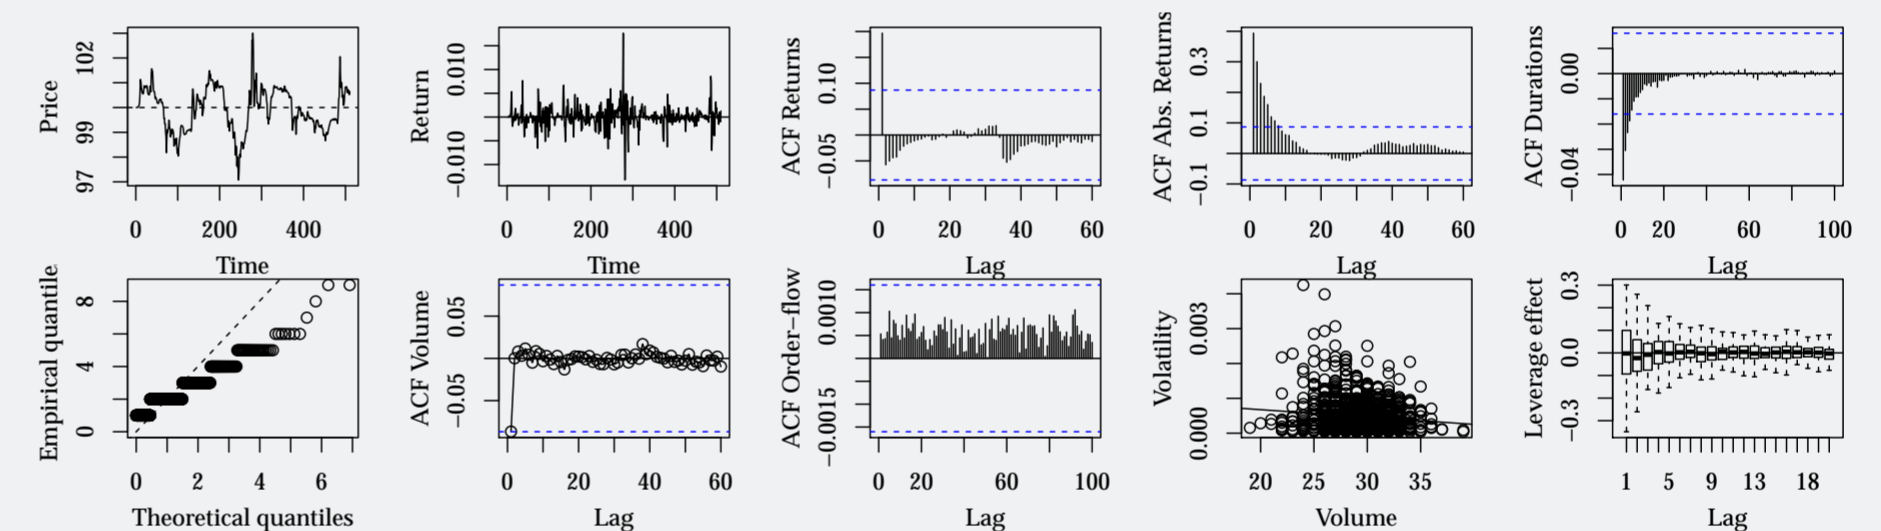 Price
102
99
97
0 200 400
Time
Return
0.010
−0.010
0 200 400
Time
ACF Returns
0.10
−0.05
0 20 40 60
Lag
ACF Abs. Returns
0.3
0.1
−0.1
0 20 40 60
Lag
ACF Durations
0.00
−0.04
0 20 60 100
Lag
Empirical quantile
8
4
0
0 2 4 6
Theoretical quantiles
ACF Volume
0.05
−0.05
0 20 40 60
Lag
ACF Order−flow
0.0010
−0.0015
0 20 60 100
Lag
Volatility
0.003
0.000
20 25 30 35
Volume
Leverage effect
0.3
0.0
−0.3
1 5 9 13 18
Lag